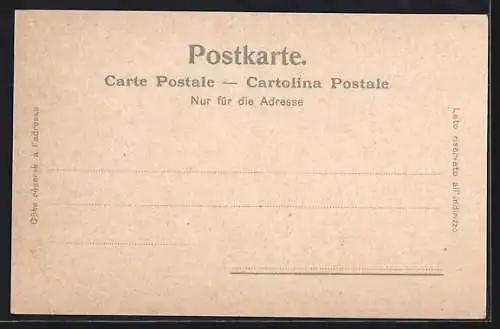 Postkarte.
Carte Postale — Cartolina Postale
Nur für die Adresse
Côté réservé à l'adresse
Lato riservato all'indirizzo